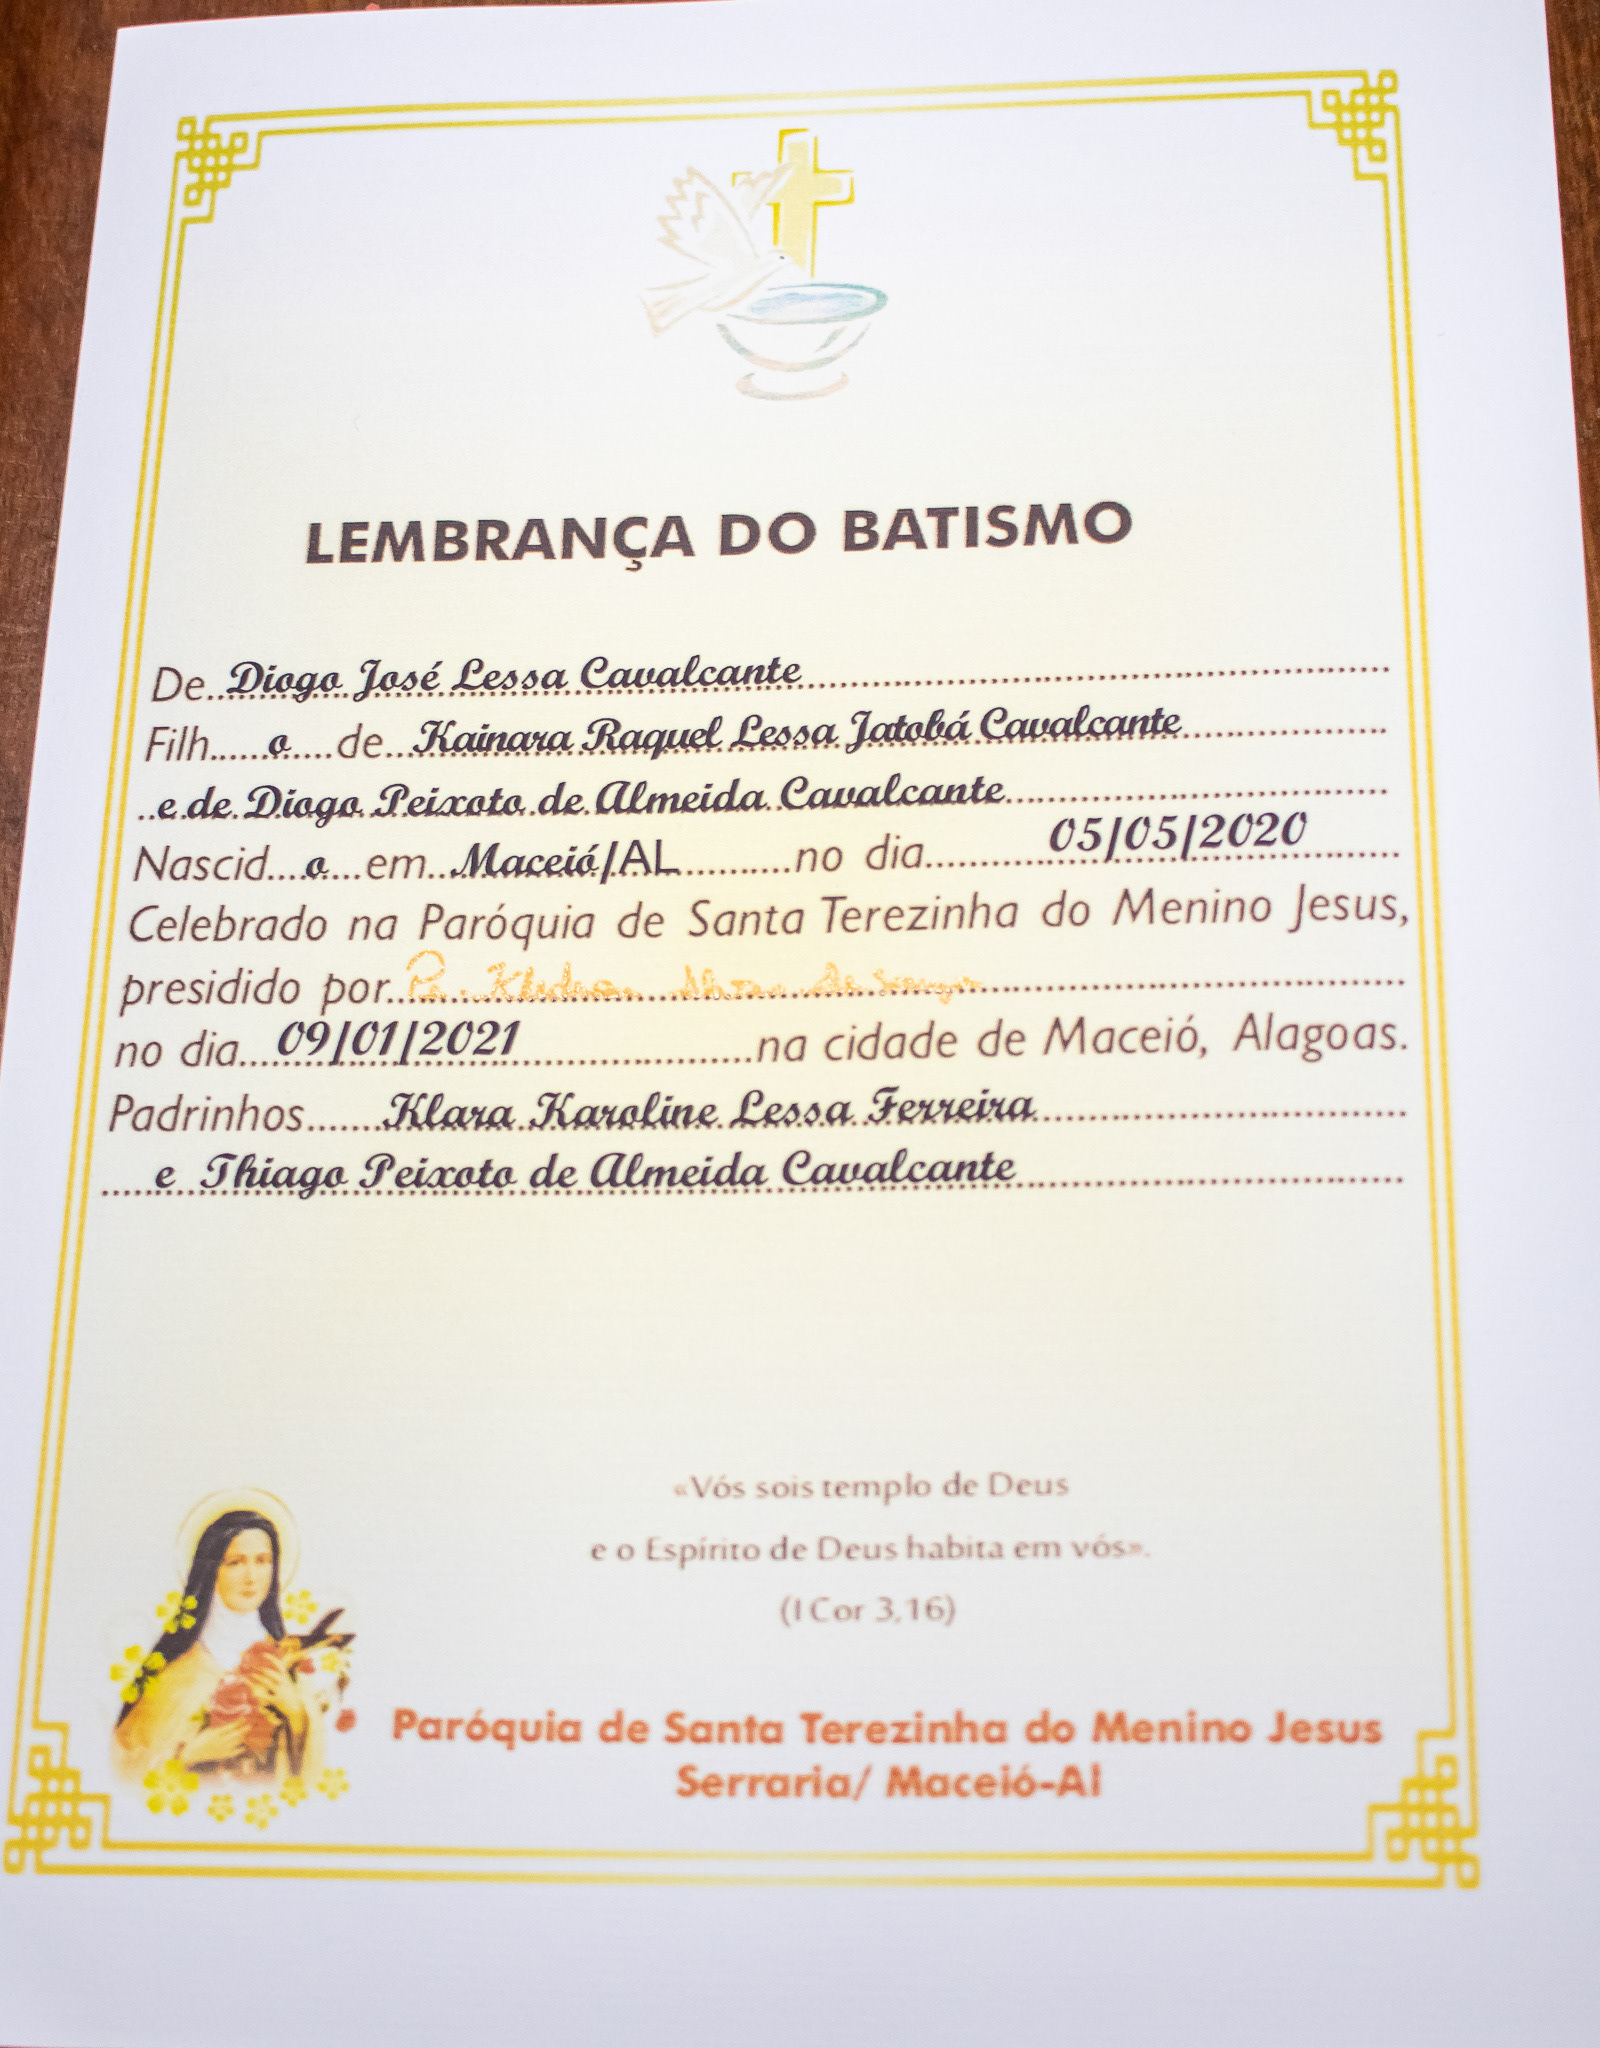 LEMBRANÇA DO BATISMO
De Diogo José Lessa Cavalcante
Filh o de Kainara Raquel Lessa Jatobá Cavalcante
e de Diogo Peixoto de Almeida Cavalcante
Nascid o em Maceió/AL no dia 05/05/2020
Celebrado na Paróquia de Santa Terezinha do Menino Jesus,
presidido por Pe.
no dia 09/01/2021 na cidade de Maceió, Alagoas.
Padrinhos Klara Karoline Lessa Ferreira
e Thiago Peixoto de Almeida Cavalcante
«Vós sois templo de Deus
e o Espírito de Deus habita em vós».
(I Cor 3,16)
Paróquia de Santa Terezinha do Menino Jesus
Serraria/ Maceió-Al